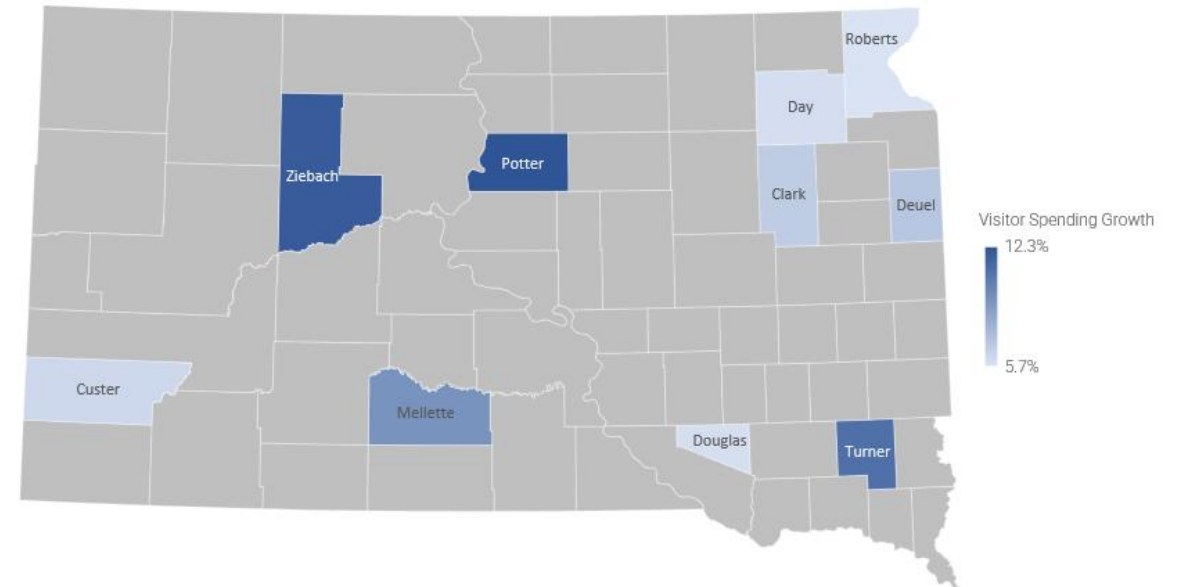 Roberts
Day
Potter
Ziebach
Clark
Deuel
Visitor Spending Growth
12.3%
5.7%
Custer
Mellette
Douglas
Turner